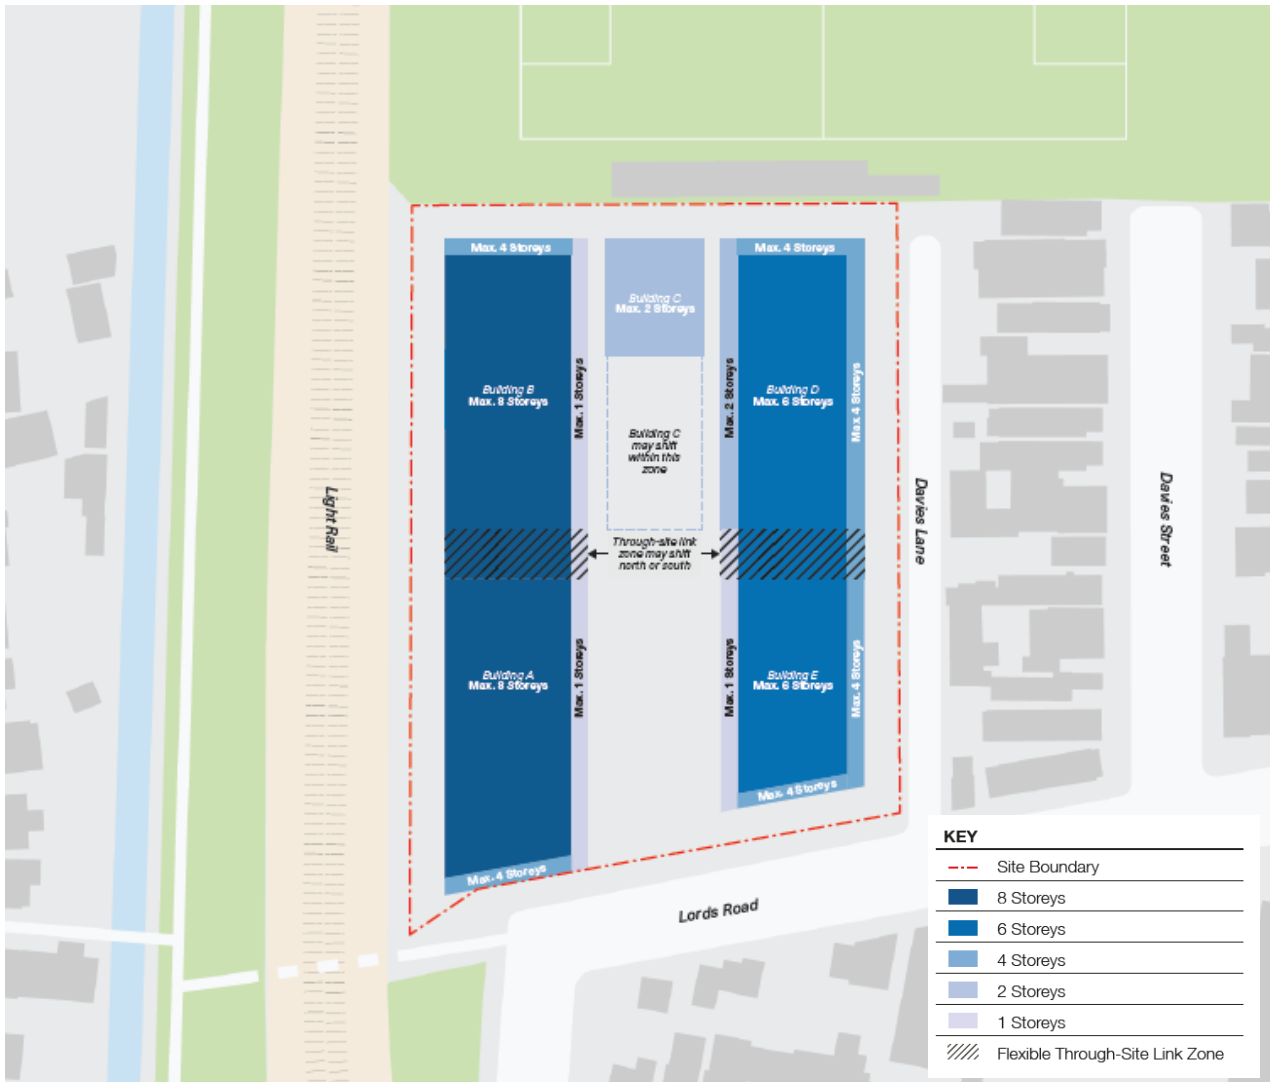 Max. 4 Storeys
Max. 4 Storeys
Building C
Max. 2 Storeys
Building B
Max. 8 Storeys
Max. 1 Storeys
Max. 2 Storeys
Building D
Max. 6 Storeys
Max 4 Storeys
Building C
may shift
within this
zone
Light Rail
Through-site link
zone may shift
north or south
Davies Lane
Davies Street
Building A
Max. 8 Storeys
Max. 1 Storeys
Max. 1 Storeys
Building E
Max. 6 Storeys
Max. 4 Storeys
Max. 4 Storeys
Max. 4 Storeys
Lords Road
KEY
Site Boundary
8 Storeys
6 Storeys
4 Storeys
2 Storeys
1 Storeys
Flexible Through-Site Link Zone